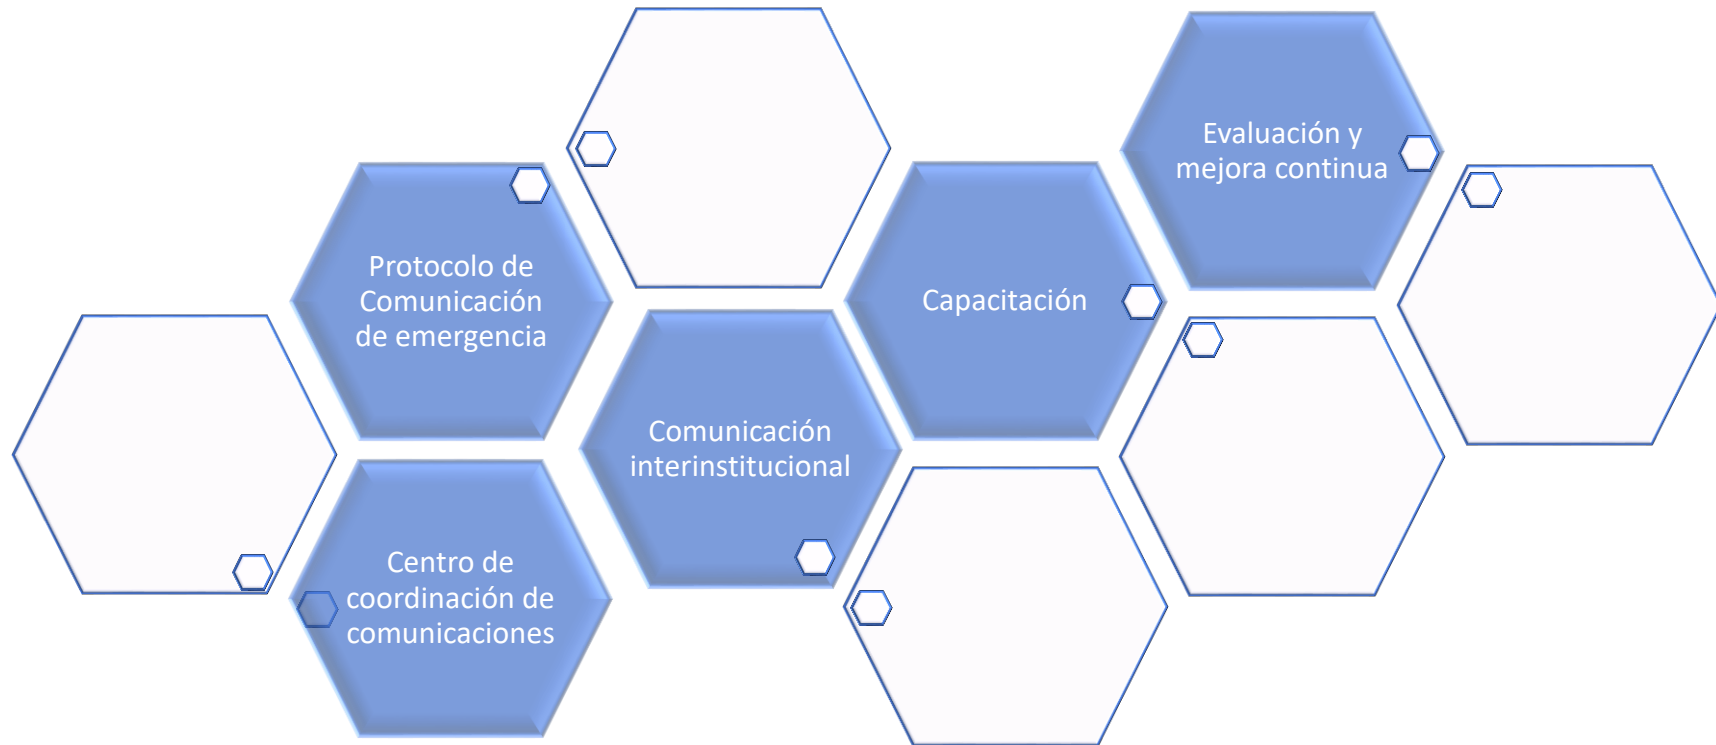 Protocolo de
Comunicación
de emergencia
Centro de
coordinación de
comunicaciones
Comunicación
interinstitucional
Capacitación
Evaluación y
mejora continua